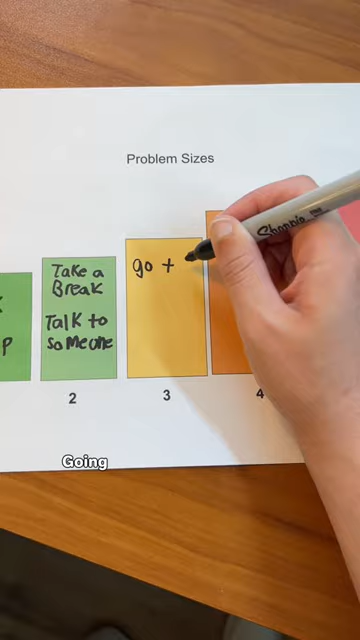 Problem Sizes
Take a
Break
Talk to
someone
go t
2
3
4
Sharpie
Going